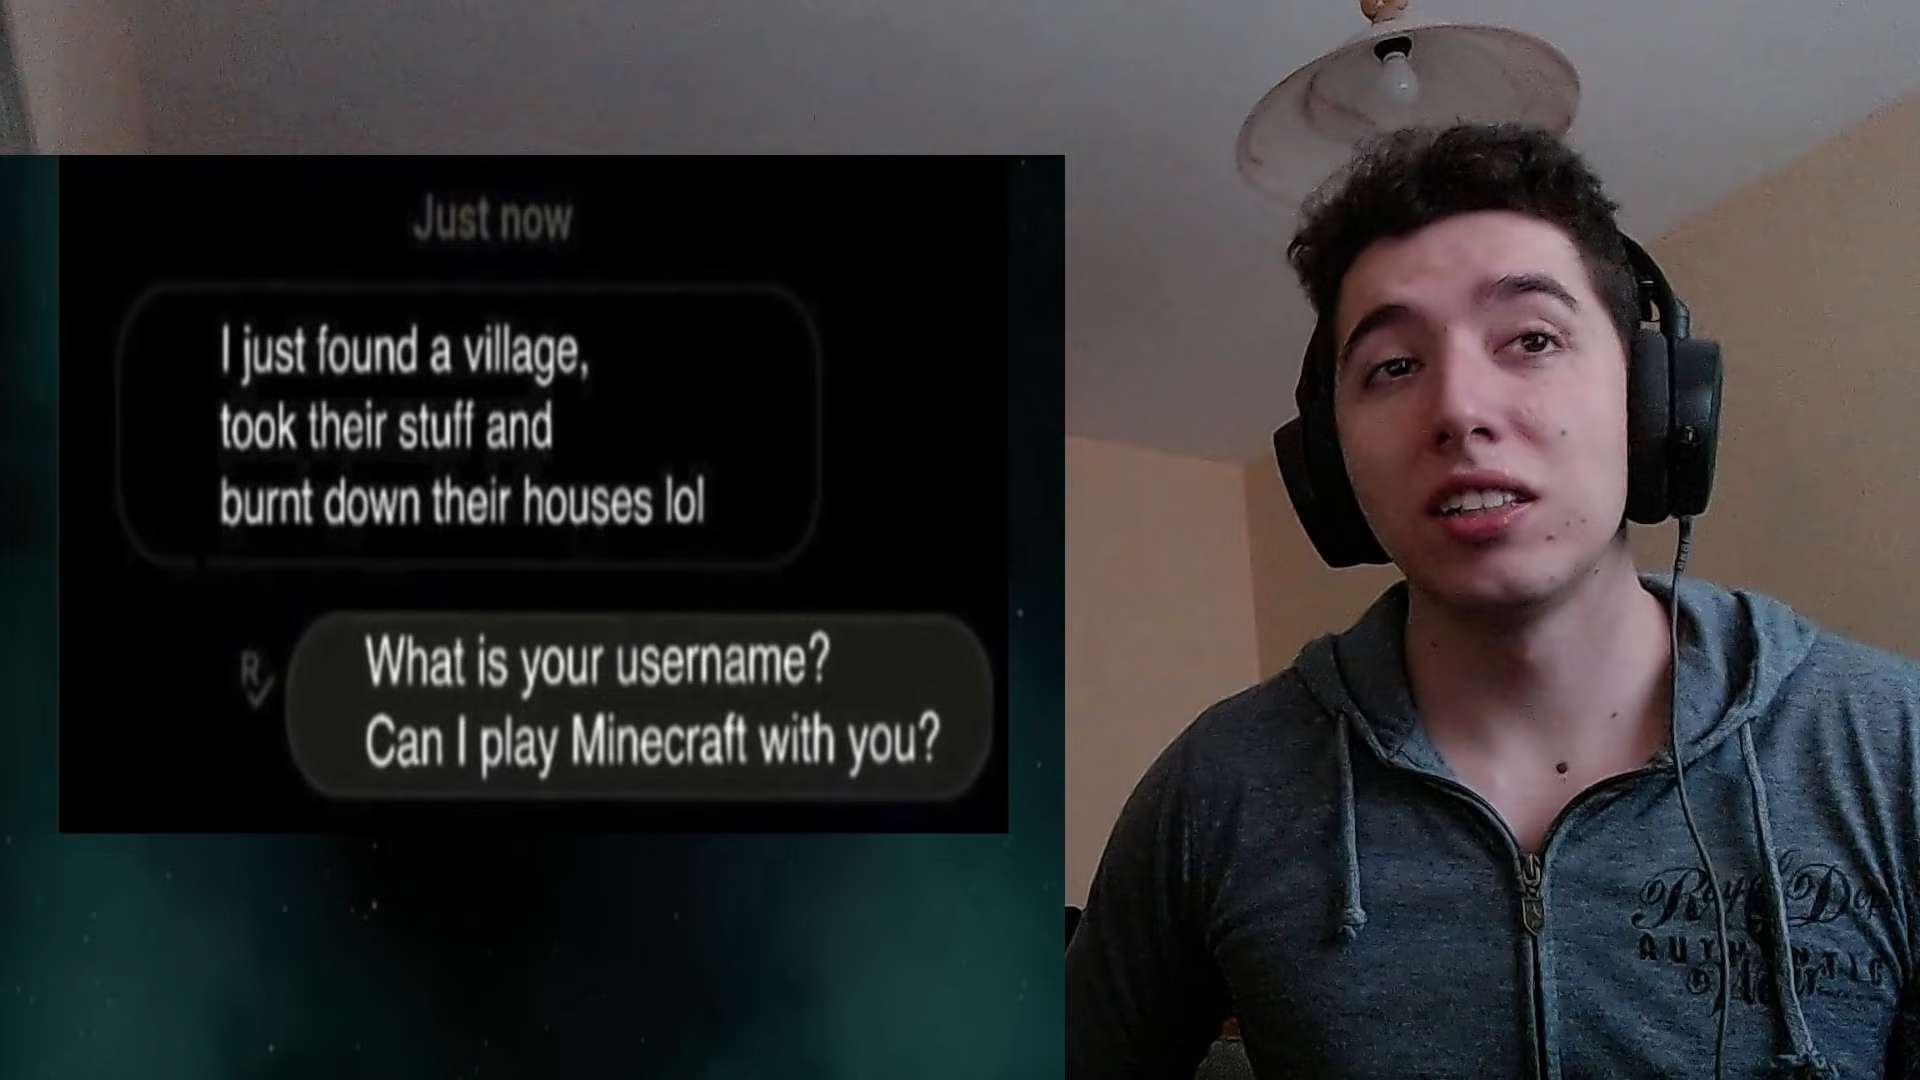 Just now
I just found a village,
took their stuff and
burnt down their houses lol
R
What is your username?
Can I play Minecraft with you?